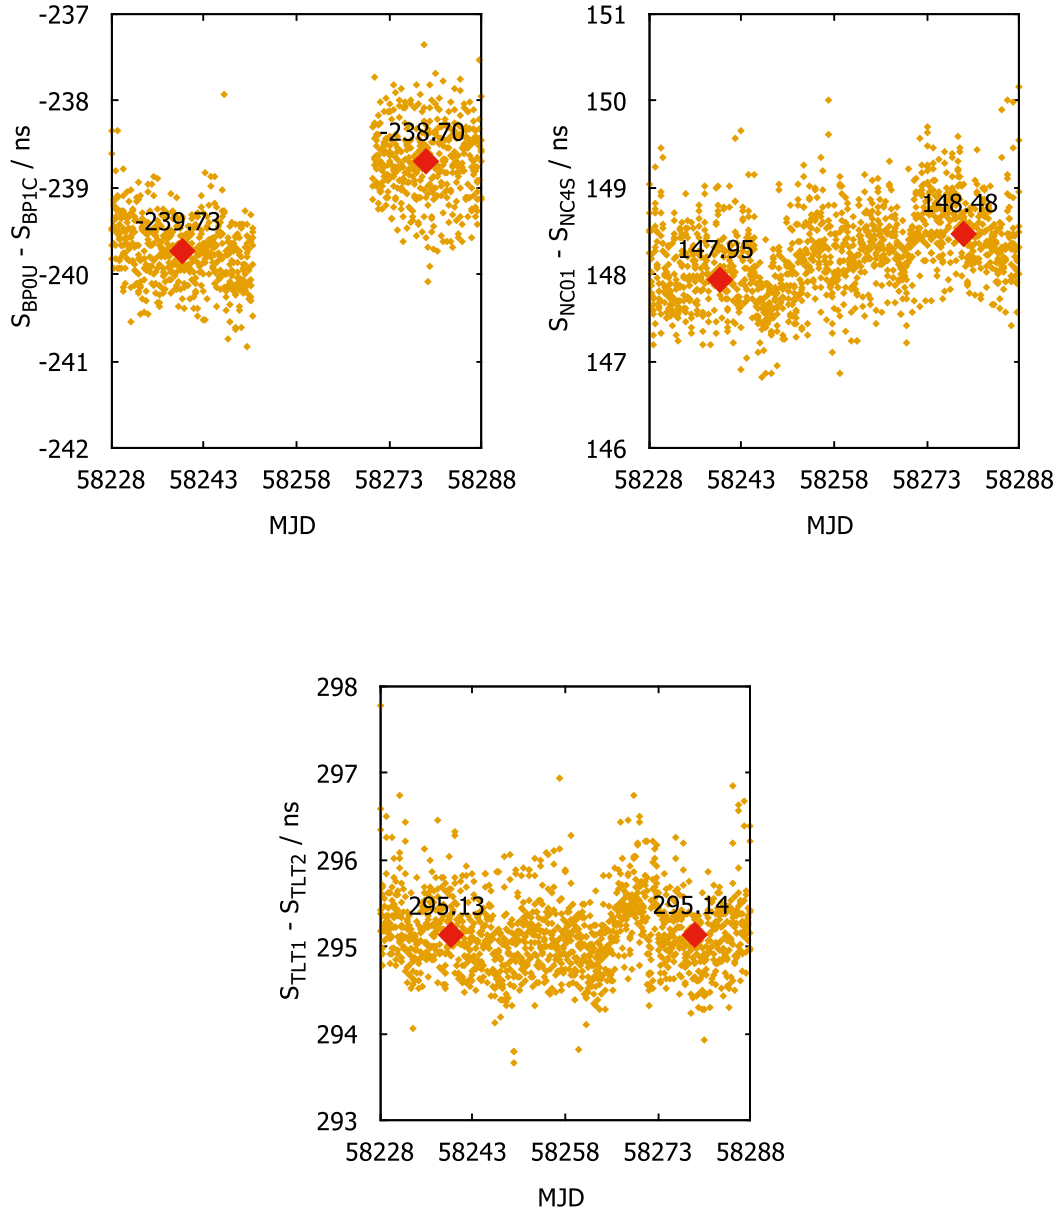 -237
-238
-239
-240
-241
-242
S_BP0U - S_BP1C / ns
-239.73
-238.70
58228 58243 58258 58273 58288
MJD
151
150
149
148
147
146
S_NC01 - S_NC4S / ns
147.95
148.48
58228 58243 58258 58273 58288
MJD
298
297
296
295
294
293
S_TLT1 - S_TLT2 / ns
295.13
295.14
58228 58243 58258 58273 58288
MJD